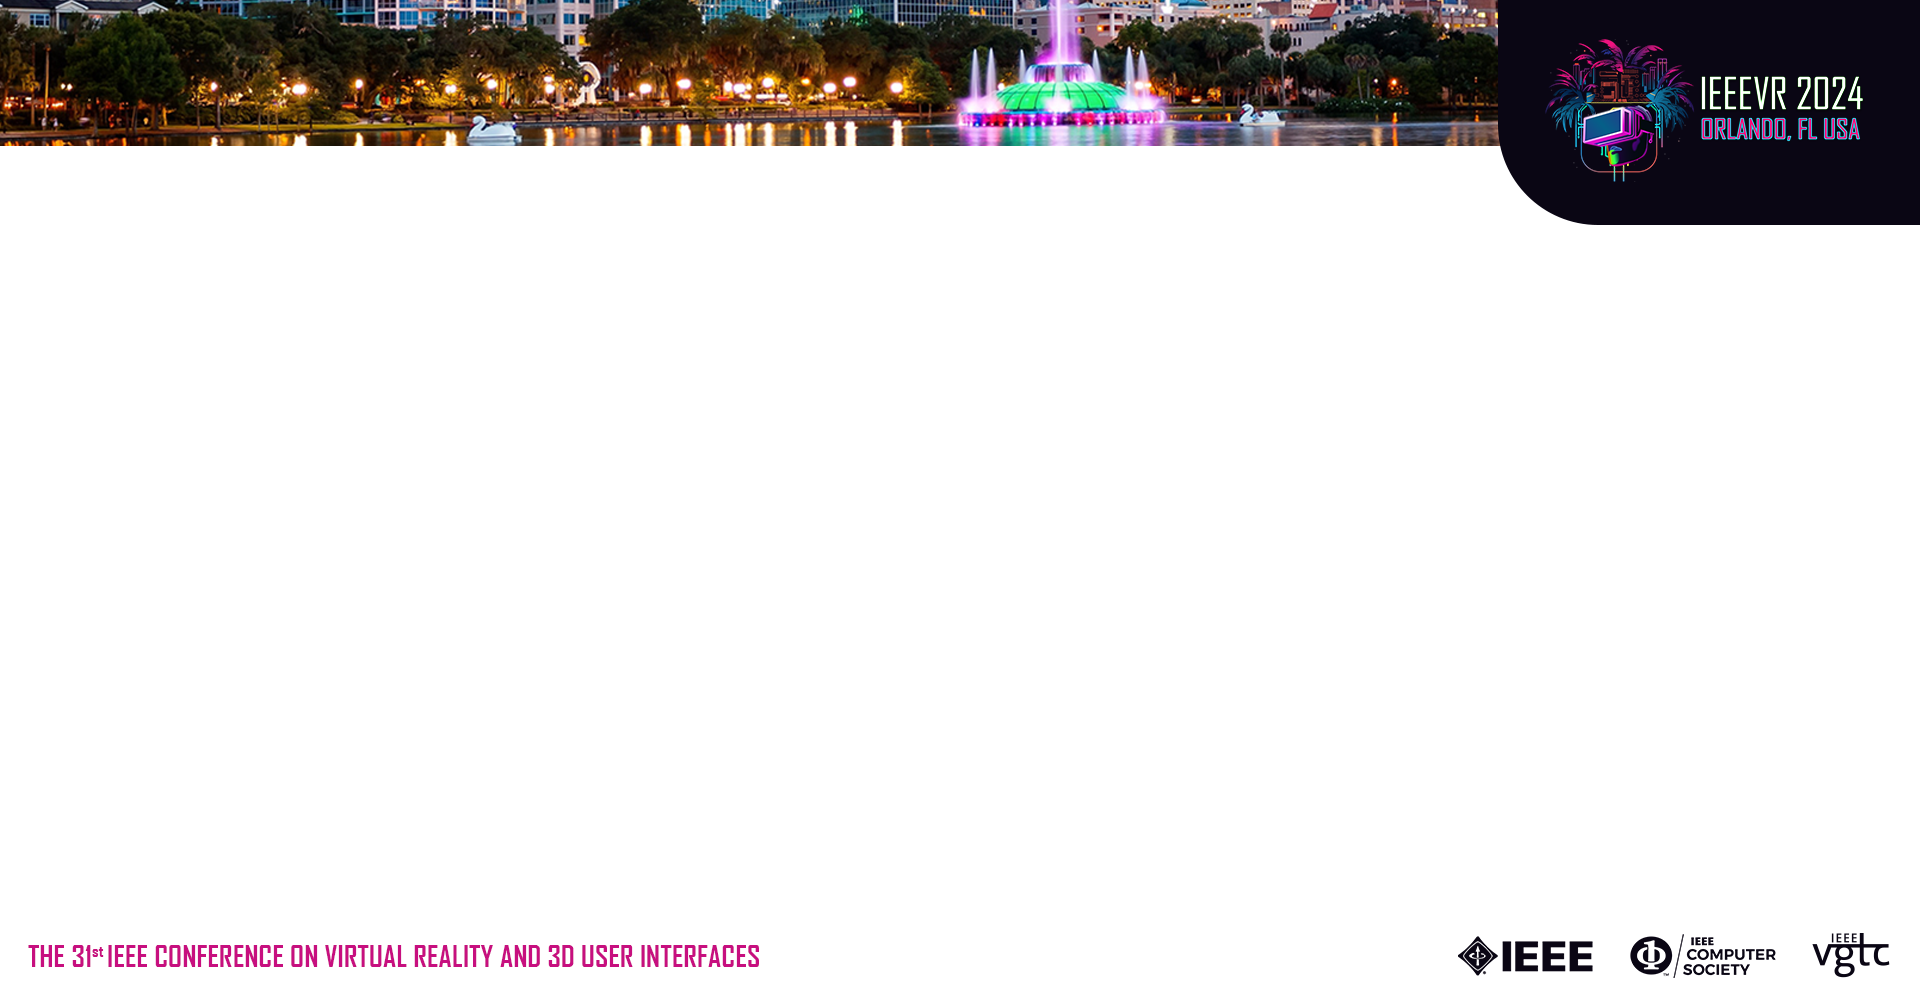 IEEEVR 2024
ORLANDO, FL USA
THE 31st IEEE CONFERENCE ON VIRTUAL REALITY AND 3D USER INTERFACES
IEEE
IEEE
COMPUTER
SOCIETY
IEEE
vgtc